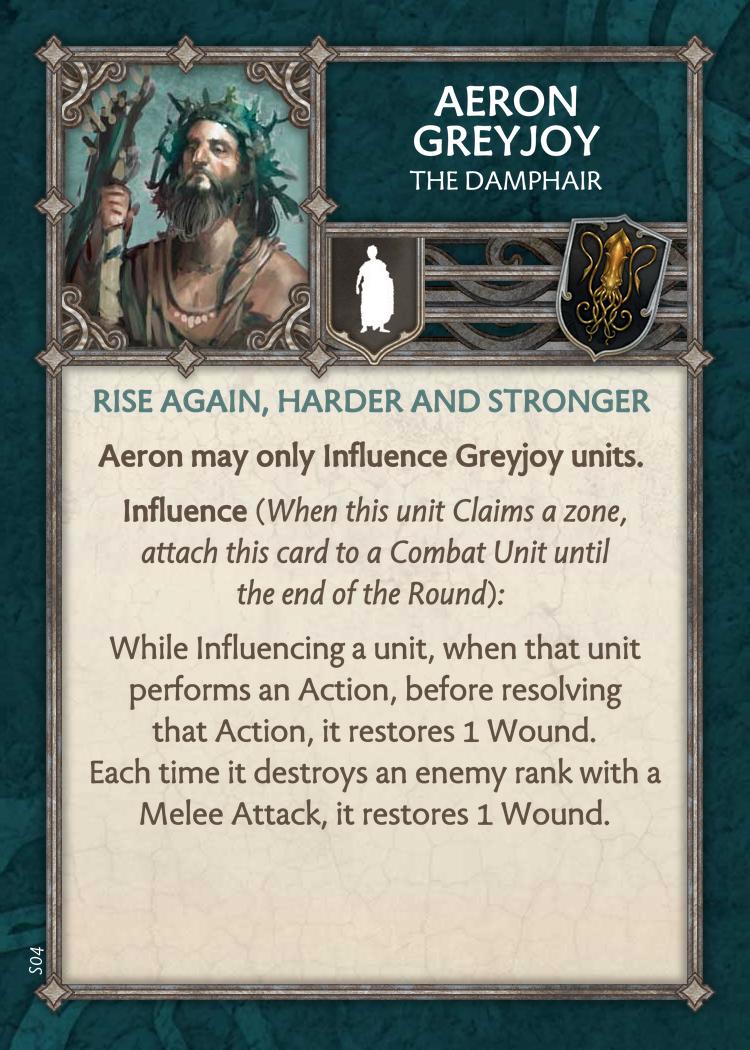 AERON
GREYJOY
THE DAMPHAIR
RISE AGAIN, HARDER AND STRONGER
Aeron may only Influence Greyjoy units.
Influence (When this unit Claims a zone,
attach this card to a Combat Unit until
the end of the Round):
While Influencing a unit, when that unit
performs an Action, before resolving
that Action, it restores 1 Wound.
Each time it destroys an enemy rank with a
Melee Attack, it restores 1 Wound.
S04